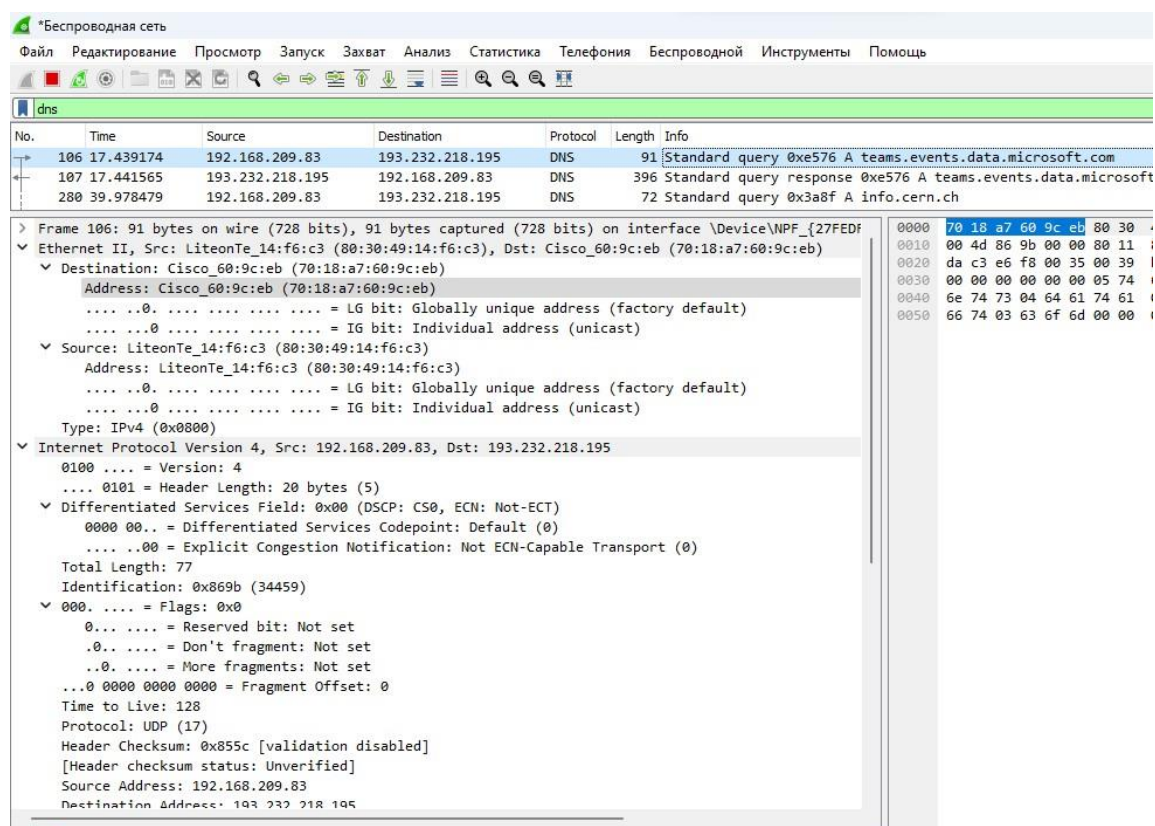 *Беспроводная сеть
Файл Редактирование Просмотр Запуск Захват Анализ Статистика Телефония Беспроводной Инструменты Помощь
dns
No. Time Source Destination Protocol Length Info
106 17.439174 192.168.209.83 193.232.218.195 DNS 91 Standard query 0xe576 A teams.events.data.microsoft.com
107 17.441565 193.232.218.195 192.168.209.83 DNS 396 Standard query response 0xe576 A teams.events.data.microsoft
280 39.978479 192.168.209.83 193.232.218.195 DNS 72 Standard query 0x3a8f A info.cern.ch
Frame 106: 91 bytes on wire (728 bits), 91 bytes captured (728 bits) on interface \Device\NPF_{27FEDF
Ethernet II, Src: LiteonTe_14:f6:c3 (80:30:49:14:f6:c3), Dst: Cisco_60:9c:eb (70:18:a7:60:9c:eb)
Destination: Cisco_60:9c:eb (70:18:a7:60:9c:eb)
Address: Cisco_60:9c:eb (70:18:a7:60:9c:eb)
.... ..0. .... .... .... .... = LG bit: Globally unique address (factory default)
.... ...0 .... .... .... .... = IG bit: Individual address (unicast)
Source: LiteonTe_14:f6:c3 (80:30:49:14:f6:c3)
Address: LiteonTe_14:f6:c3 (80:30:49:14:f6:c3)
.... ..0. .... .... .... .... = LG bit: Globally unique address (factory default)
.... ...0 .... .... .... .... = IG bit: Individual address (unicast)
Type: IPv4 (0x0800)
Internet Protocol Version 4, Src: 192.168.209.83, Dst: 193.232.218.195
0100 .... = Version: 4
.... 0101 = Header Length: 20 bytes (5)
Differentiated Services Field: 0x00 (DSCP: CS0, ECN: Not-ECT)
0000 00.. = Differentiated Services Codepoint: Default (0)
.... ..00 = Explicit Congestion Notification: Not ECN-Capable Transport (0)
Total Length: 77
Identification: 0x869b (34459)
000. .... = Flags: 0x0
0... .... = Reserved bit: Not set
.0.. .... = Don't fragment: Not set
..0. .... = More fragments: Not set
...0 0000 0000 0000 = Fragment Offset: 0
Time to Live: 128
Protocol: UDP (17)
Header Checksum: 0x855c [validation disabled]
[Header checksum status: Unverified]
Source Address: 192.168.209.83
Destination Address: 193.232.218.195
0000 70 18 a7 60 9c eb 80 30
0010 00 4d 86 9b 00 00 80 11
0020 da c3 e6 f8 00 35 00 39
0030 00 00 00 00 00 00 05 74
0040 6e 74 73 04 64 61 74 61
0050 66 74 03 63 6f 6d 00 00